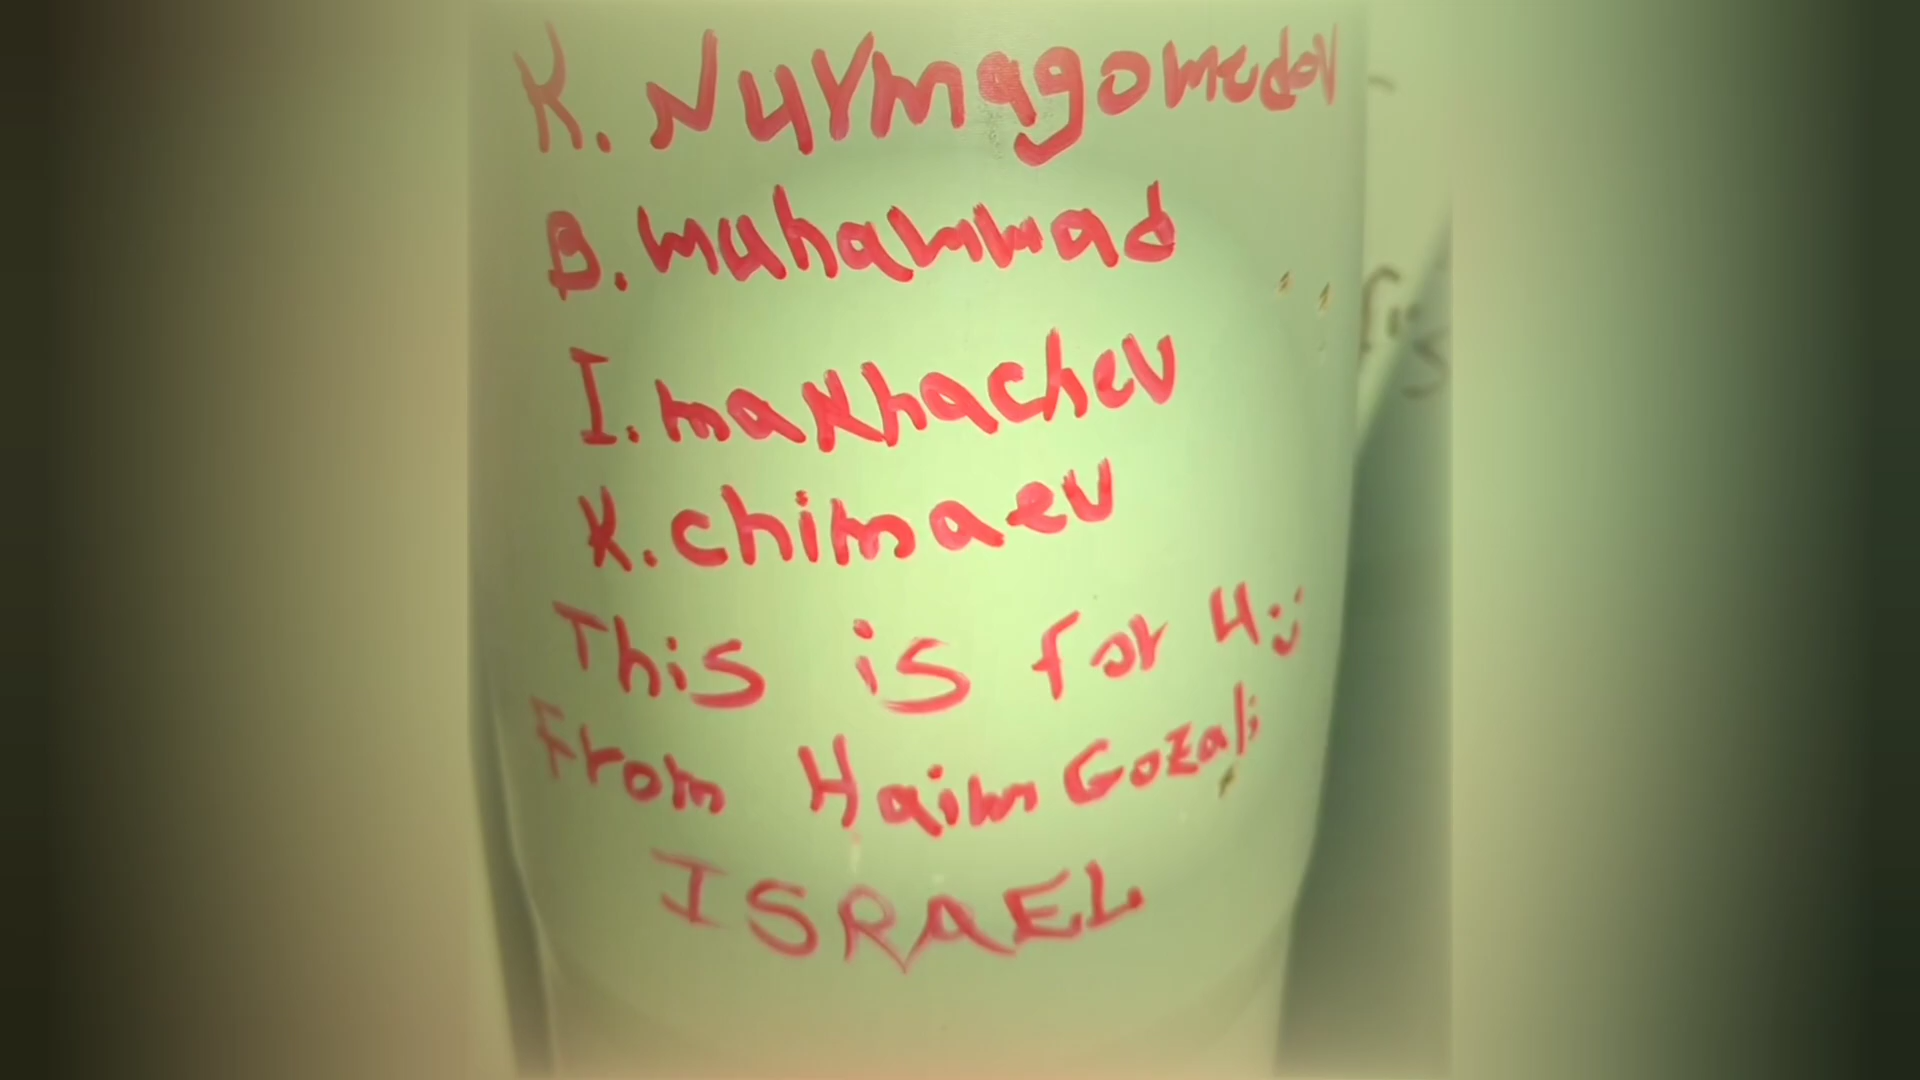 K. Nurmagomedov
B. muhammad
I. makhachev
K. chimaev
This is for
From Haim Gozali
ISRAEL